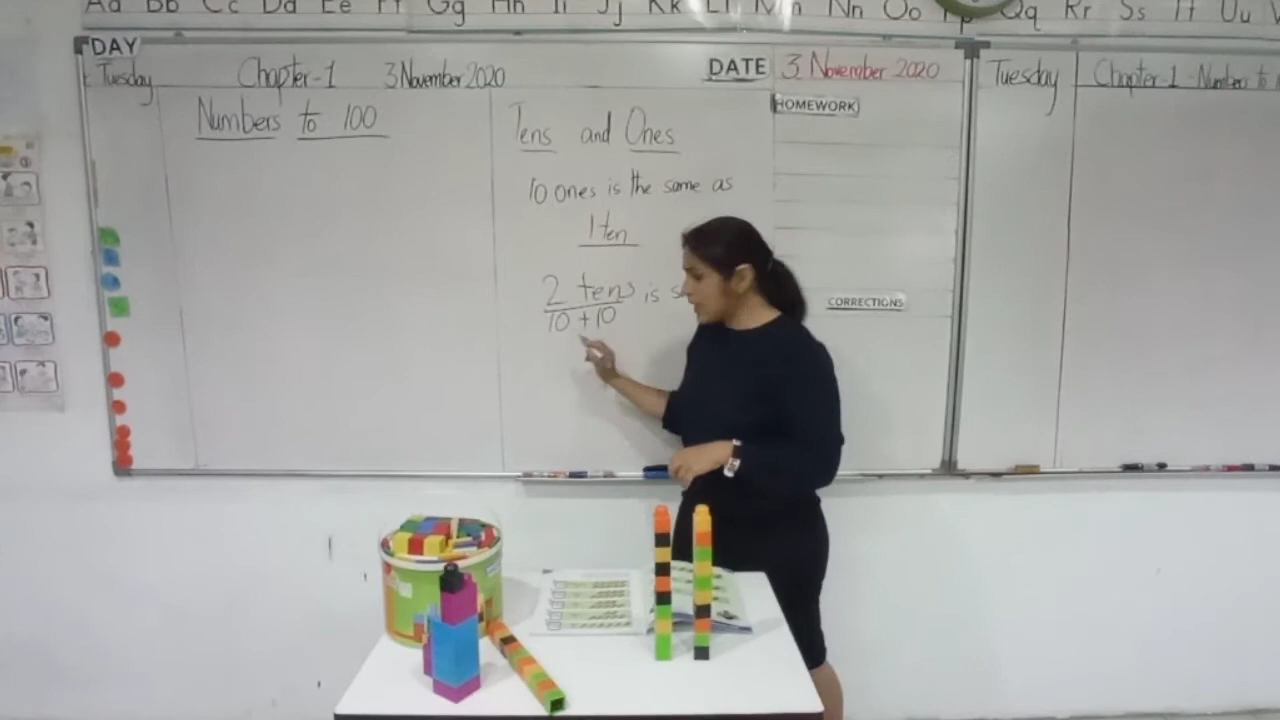 Aa Bb Cc Dd Ee Ff Gg Hh Ii Jj Kk Ll Mm Nn Oo Pp Qq Rr Ss Tt Uu
DAY
DATE
Tuesday Chapter-1 3 November 2020
3 November 2020
Tuesday Chapter 1 - Numbers to
Numbers to 100
Tens and Ones
10 ones is the same as
1 ten
2 tens is
10 + 10
HOMEWORK
CORRECTIONS